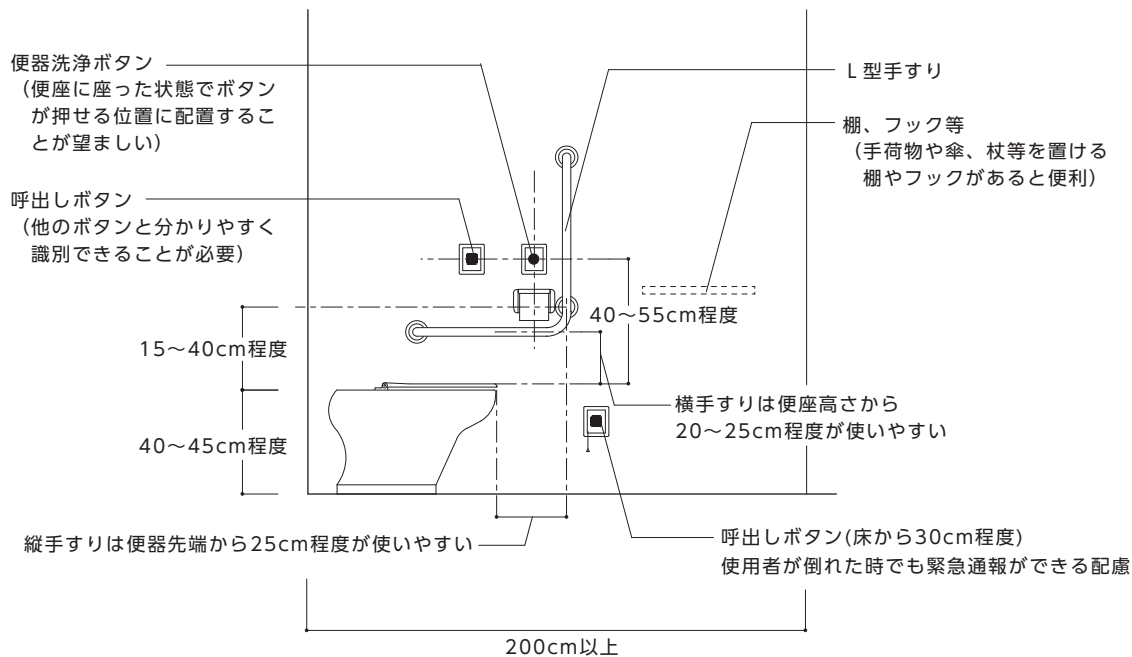 便器洗浄ボタン
（便座に座った状態でボタン
が押せる位置に配置するこ
とが望ましい）
呼出しボタン
（他のボタンと分かりやすく
識別できることが必要）
L型手すり
棚、フック等
（手荷物や傘、杖等を置ける
棚やフックがあると便利）
40～55cm程度
15～40cm程度
40～45cm程度
横手すりは便座高さから
20～25cm程度が使いやすい
縦手すりは便器先端から25cm程度が使いやすい
呼出しボタン(床から30cm程度)
使用者が倒れた時でも緊急通報ができる配慮
200cm以上